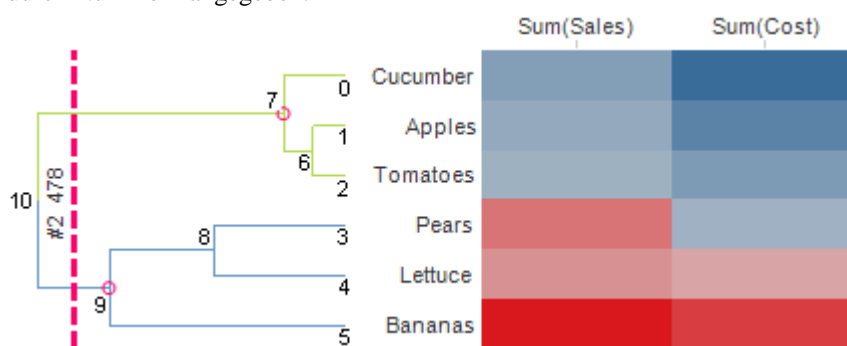 Sum(Sales) Sum(Cost)
Cucumber
Apples
Tomatoes
Pears
Lettuce
Bananas
0
1
2
3
4
5
6
7
8
9
10
#2 478